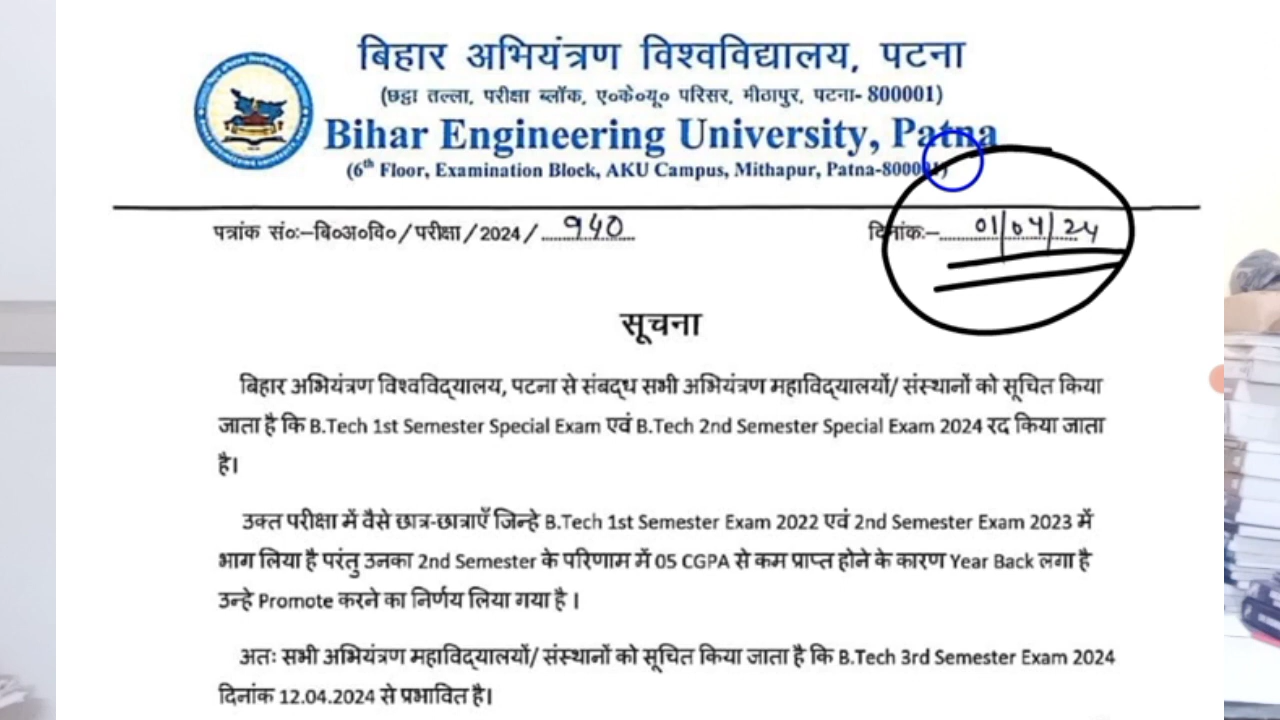 बिहार अभियंत्रण विश्वविद्यालय, पटना
(छट्ठा तल्ला, परीक्षा ब्लॉक, ए०के०यू० परिसर, मीठापुर, पटना- 800001)
Bihar Engineering University, Patna
(6th Floor, Examination Block, AKU Campus, Mithapur, Patna-800001)
पत्रांक सं०:–बि०अ०वि०/परीक्षा/2024/ 940 दिनांक:– 01/04/24
सूचना
बिहार अभियंत्रण विश्वविद्यालय, पटना से संबद्ध सभी अभियंत्रण महाविद्यालयों/ संस्थानों को सूचित किया
जाता है कि B.Tech 1st Semester Special Exam एवं B.Tech 2nd Semester Special Exam 2024 रद किया जाता
है।
उक्त परीक्षा में वैसे छात्र-छात्राएँ जिन्हे B.Tech 1st Semester Exam 2022 एवं 2nd Semester Exam 2023 में
भाग लिया है परंतु उनका 2nd Semester के परिणाम में 05 CGPA से कम प्राप्त होने के कारण Year Back लगा है
उन्हे Promote करने का निर्णय लिया गया है ।
अतः सभी अभियंत्रण महाविद्यालयों/ संस्थानों को सूचित किया जाता है कि B.Tech 3rd Semester Exam 2024
दिनांक 12.04.2024 से प्रभावित है।